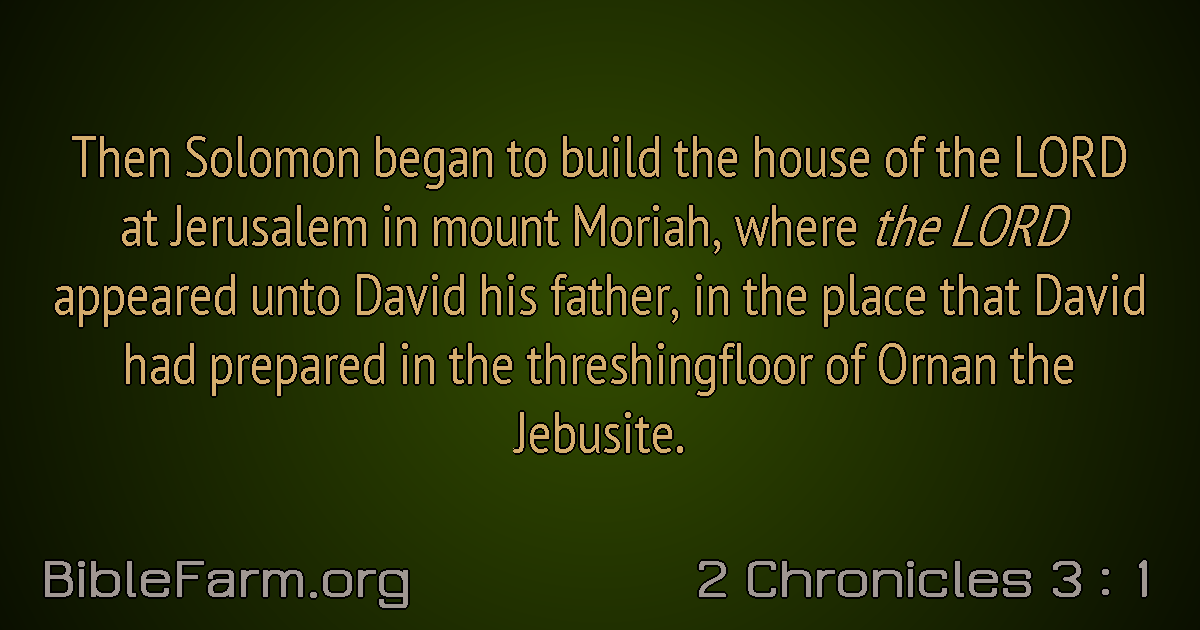 Then Solomon began to build the house of the LORD
at Jerusalem in mount Moriah, where the LORD
appeared unto David his father, in the place that David
had prepared in the threshingfloor of Ornan the
Jebusite.
BibleFarm.org
2 Chronicles 3 : 1